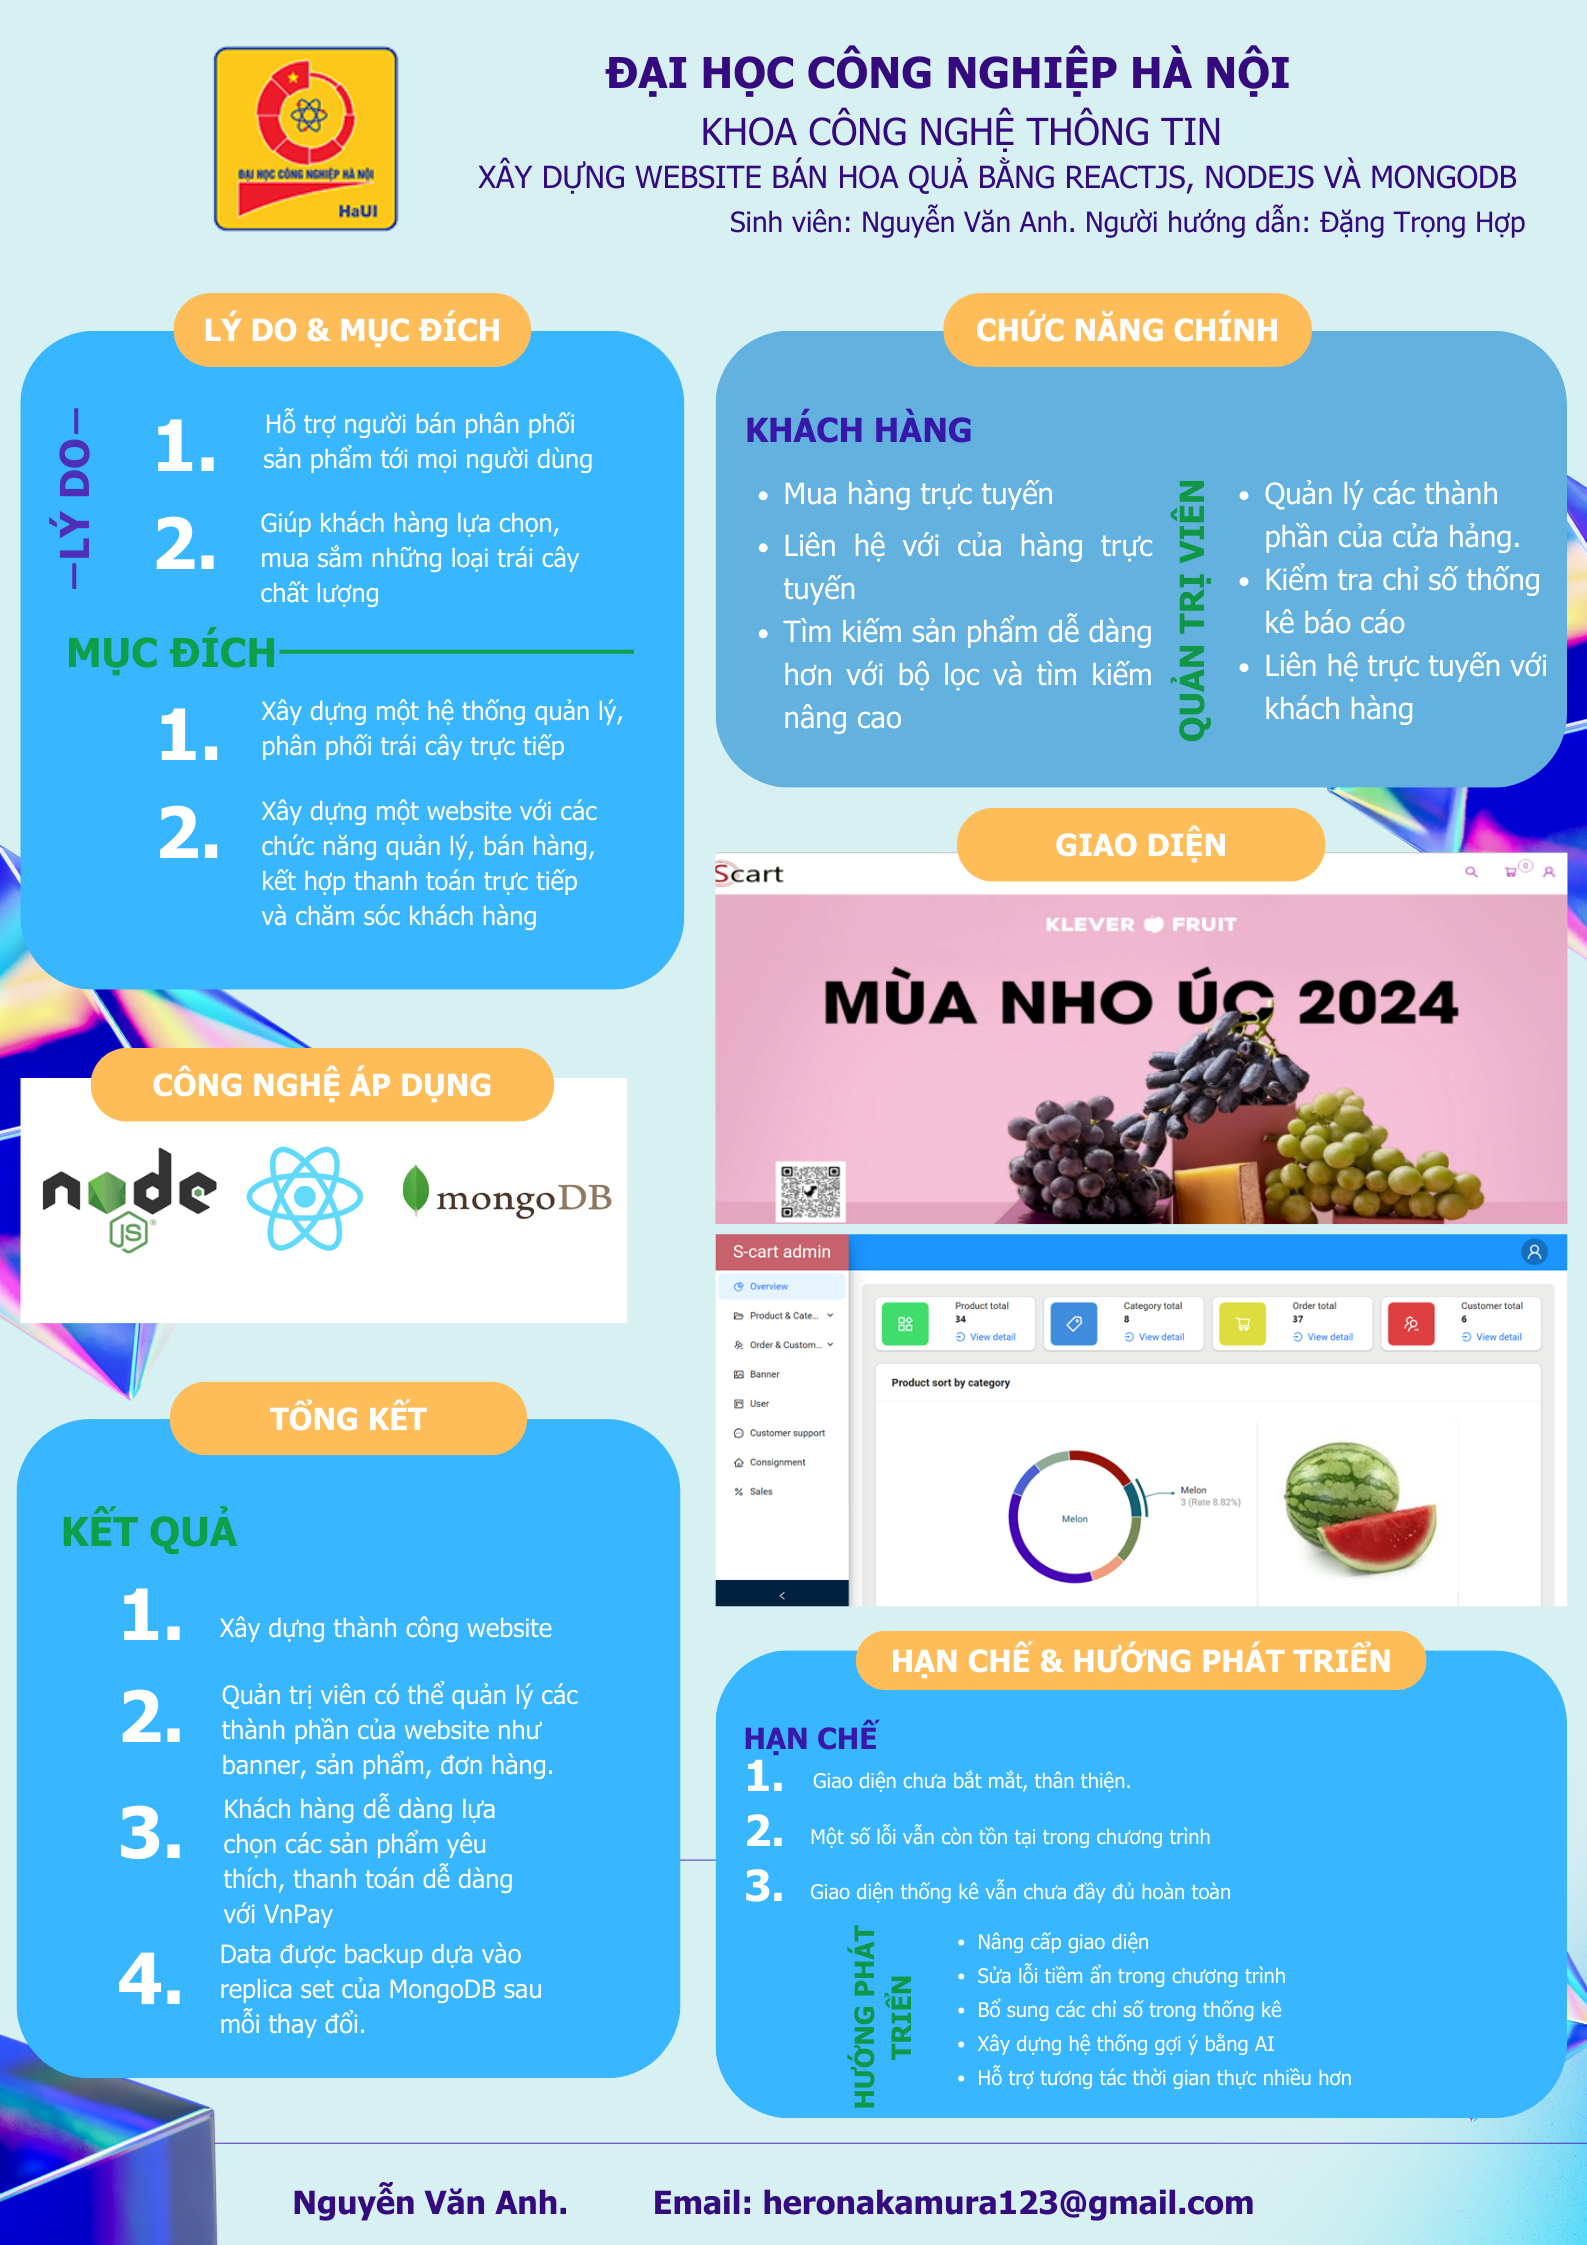 ĐẠI HỌC CÔNG NGHIỆP HÀ NỘI
HaUI
ĐẠI HỌC CÔNG NGHIỆP HÀ NỘI
KHOA CÔNG NGHỆ THÔNG TIN
XÂY DỰNG WEBSITE BÁN HOA QUẢ BẰNG REACTJS, NODEJS VÀ MONGODB
Sinh viên: Nguyễn Văn Anh. Người hướng dẫn: Đặng Trọng Hợp
LÝ DO & MỤC ĐÍCH
LÝ DO
1.
Hỗ trợ người bán phân phối
sản phẩm tới mọi người dùng
2.
Giúp khách hàng lựa chọn,
mua sắm những loại trái cây
chất lượng
MỤC ĐÍCH
1.
Xây dựng một hệ thống quản lý,
phân phối trái cây trực tiếp
2.
Xây dựng một website với các
chức năng quản lý, bán hàng,
kết hợp thanh toán trực tiếp
và chăm sóc khách hàng
CÔNG NGHỆ ÁP DỤNG
node
JS
mongoDB
TỔNG KẾT
KẾT QUẢ
1.
Xây dựng thành công website
2.
Quản trị viên có thể quản lý các
thành phần của website như
banner, sản phẩm, đơn hàng.
3.
Khách hàng dễ dàng lựa
chọn các sản phẩm yêu
thích, thanh toán dễ dàng
với VnPay
4.
Data được backup dựa vào
replica set của MongoDB sau
mỗi thay đổi.
CHỨC NĂNG CHÍNH
KHÁCH HÀNG
• Mua hàng trực tuyến
• Liên hệ với của hàng trực
tuyến
• Tìm kiếm sản phẩm dễ dàng
hơn với bộ lọc và tìm kiếm
nâng cao
QUẢN TRỊ VIÊN
• Quản lý các thành
phần của cửa hảng.
• Kiểm tra chỉ số thống
kê báo cáo
• Liên hệ trực tuyến với
khách hàng
GIAO DIỆN
Scart
0
KLEVER FRUIT
MÙA NHO ÚC 2024
S-cart admin
Overview
Product & Cate...
Order & Custom...
Banner
User
Customer support
Consignment
Sales
<
Product total
34
View detail
Category total
8
View detail
Order total
37
View detail
Customer total
6
View detail
Product sort by category
Melon
Melon
3 (Rate 8.82%)
HẠN CHẾ & HƯỚNG PHÁT TRIỂN
HẠN CHẾ
1.
Giao diện chưa bắt mắt, thân thiện.
2.
Một số lỗi vẫn còn tồn tại trong chương trình
3.
Giao diện thống kê vẫn chưa đầy đủ hoàn toàn
HƯỚNG PHÁT
TRIỂN
• Nâng cấp giao diện
• Sửa lỗi tiềm ẩn trong chương trình
• Bổ sung các chỉ số trong thống kê
• Xây dựng hệ thống gợi ý bằng AI
• Hỗ trợ tương tác thời gian thực nhiều hơn
Nguyễn Văn Anh.
Email: heronakamura123@gmail.com